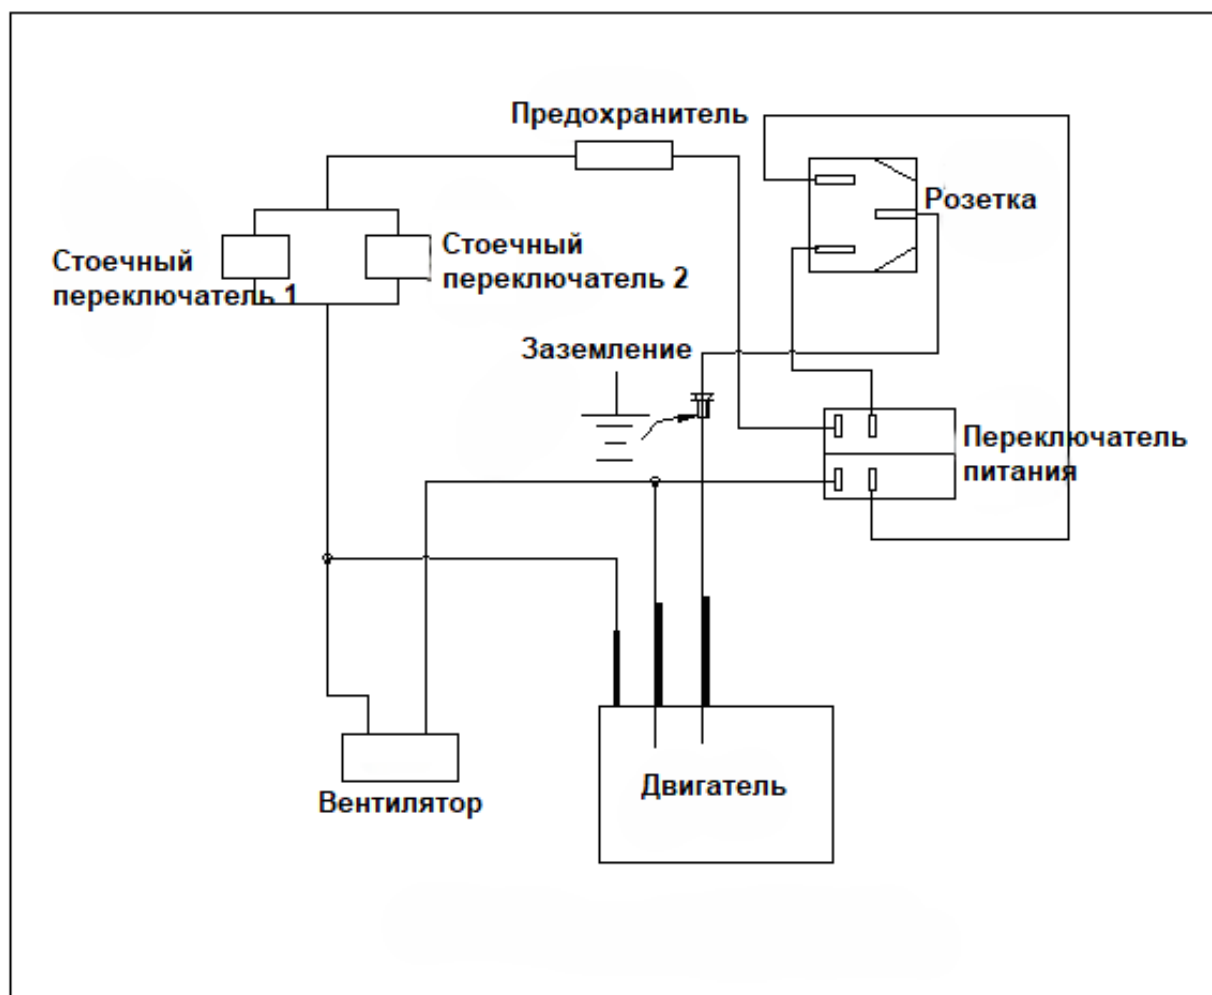 Предохранитель
Розетка
Стоечный
переключатель 1
Стоечный
переключатель 2
Заземление
Переключатель
питания
Двигатель
Вентилятор